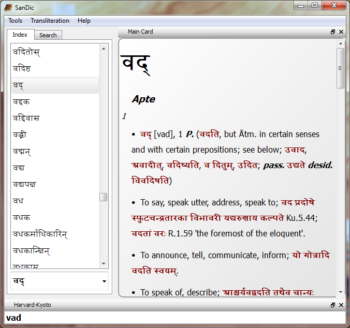 SanDic
Tools Transliteration Help
Index Search
वदितोस्
वदिष्ठ
वद्
वद्दक
वद्दिवास
वद्ध्री
वद्मन्
वद्य
वद्यपक्ष
वध
वधक
वधकर्माधिकारिन्
वधकाङ्क्षिन्
वधकाम
वद्
Main Card
वद्
Apte
1
• वद् [vad], 1 P. (वदति, but Ātm. in certain senses
and with certain prepositions; see below; उवाद,
अवादीत्, वदिष्यति, व दितुम्, उदित; pass. उद्यते desid.
विवदिषति)
• To say, speak utter, address, speak to; वद प्रदोषे
स्फुटचन्द्रतारका विभावरी यद्यरुणाय कल्पते Ku.5.44;
वदतां वरः R.1.59 'the foremost of the eloquent'.
• To announce, tell, communicate, inform; यो गोत्रादि
वदति स्वयम्.
• To speak of, describe; आश्चर्यवद्वदति तथैव चान्यः
Harvard-Kyoto
vad